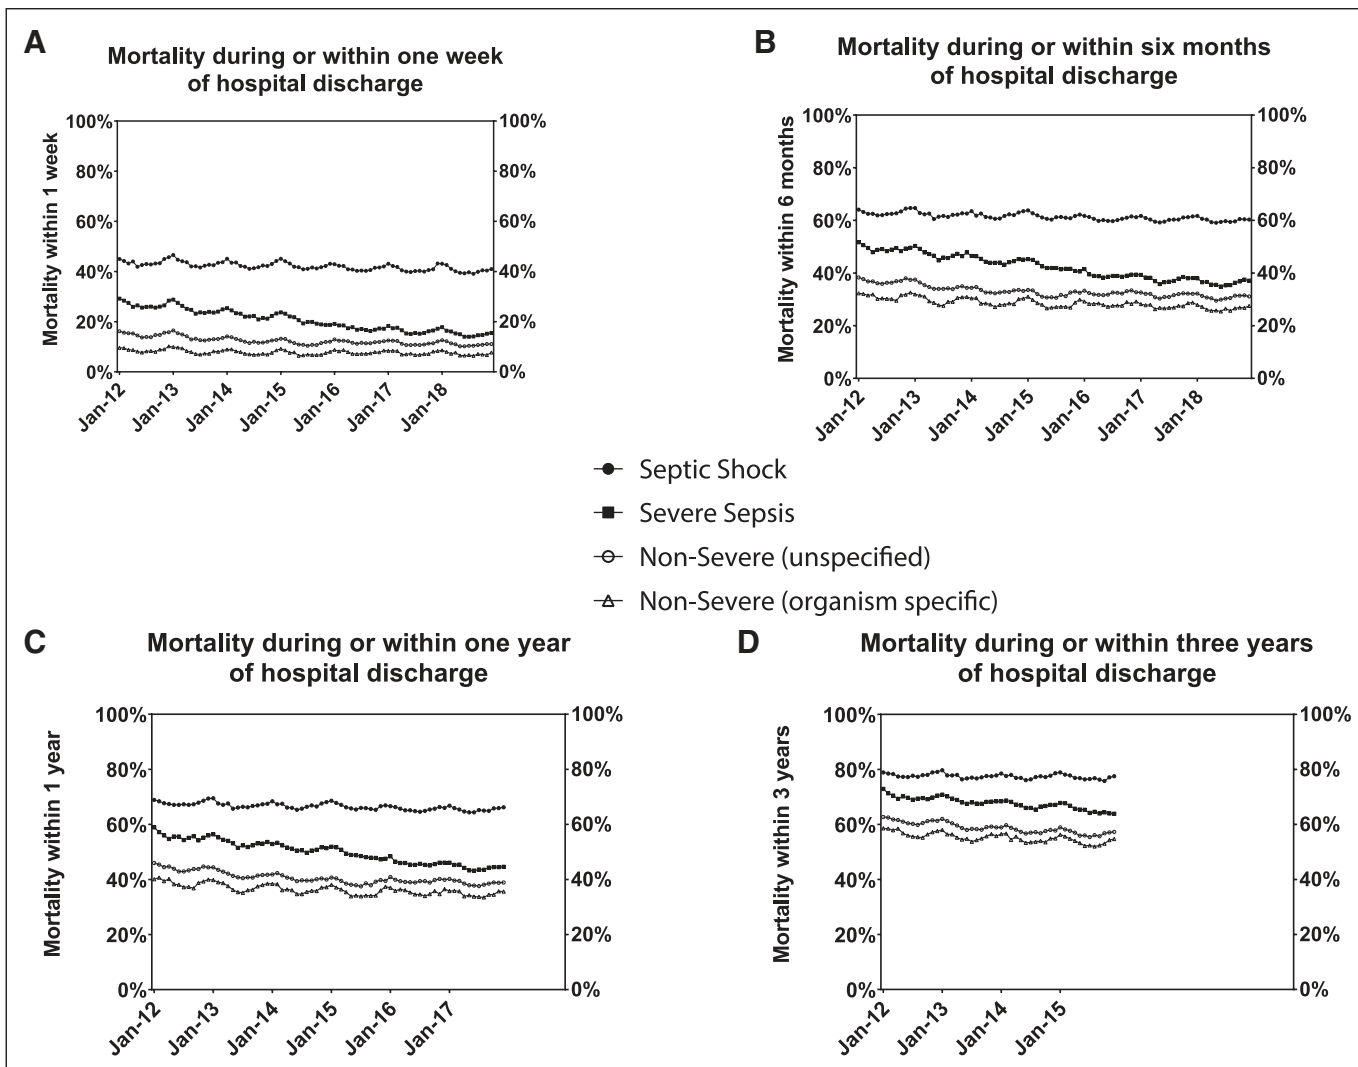 A
Mortality during or within one week
of hospital discharge
Mortality within 1 week
100%
80%
60%
40%
20%
0%
100%
80%
60%
40%
20%
0%
Jan-12
Jan-13
Jan-14
Jan-15
Jan-16
Jan-17
Jan-18
B
Mortality during or within six months
of hospital discharge
Mortality within 6 months
100%
80%
60%
40%
20%
0%
100%
80%
60%
40%
20%
0%
Jan-12
Jan-13
Jan-14
Jan-15
Jan-16
Jan-17
Jan-18
Septic Shock
Severe Sepsis
Non-Severe (unspecified)
Non-Severe (organism specific)
C
Mortality during or within one year
of hospital discharge
Mortality within 1 year
100%
80%
60%
40%
20%
0%
100%
80%
60%
40%
20%
0%
Jan-12
Jan-13
Jan-14
Jan-15
Jan-16
Jan-17
D
Mortality during or within three years
of hospital discharge
Mortality within 3 years
100%
80%
60%
40%
20%
0%
100%
80%
60%
40%
20%
0%
Jan-12
Jan-13
Jan-14
Jan-15